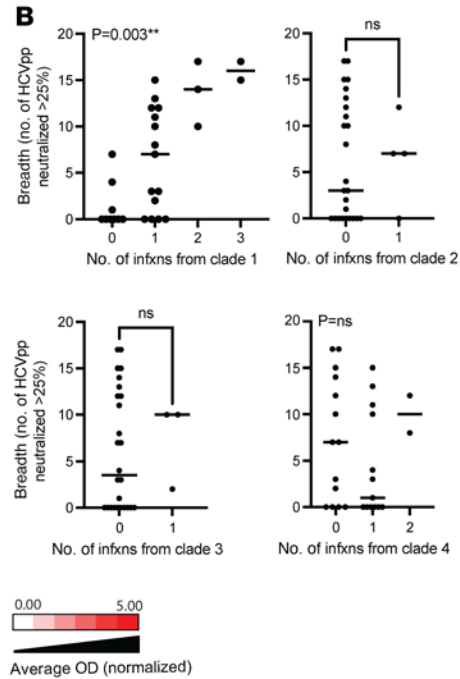 B
P=0.003**
Breadth (no. of HCVpp
neutralized >25%)
20
15
10
5
0
0 1 2 3
No. of infxns from clade 1
ns
20
15
10
5
0
0 1
No. of infxns from clade 2
ns
Breadth (no. of HCVpp
neutralized >25%)
20
15
10
5
0
0 1
No. of infxns from clade 3
P=ns
20
15
10
5
0
0 1 2
No. of infxns from clade 4
0.00 5.00
Average OD (normalized)